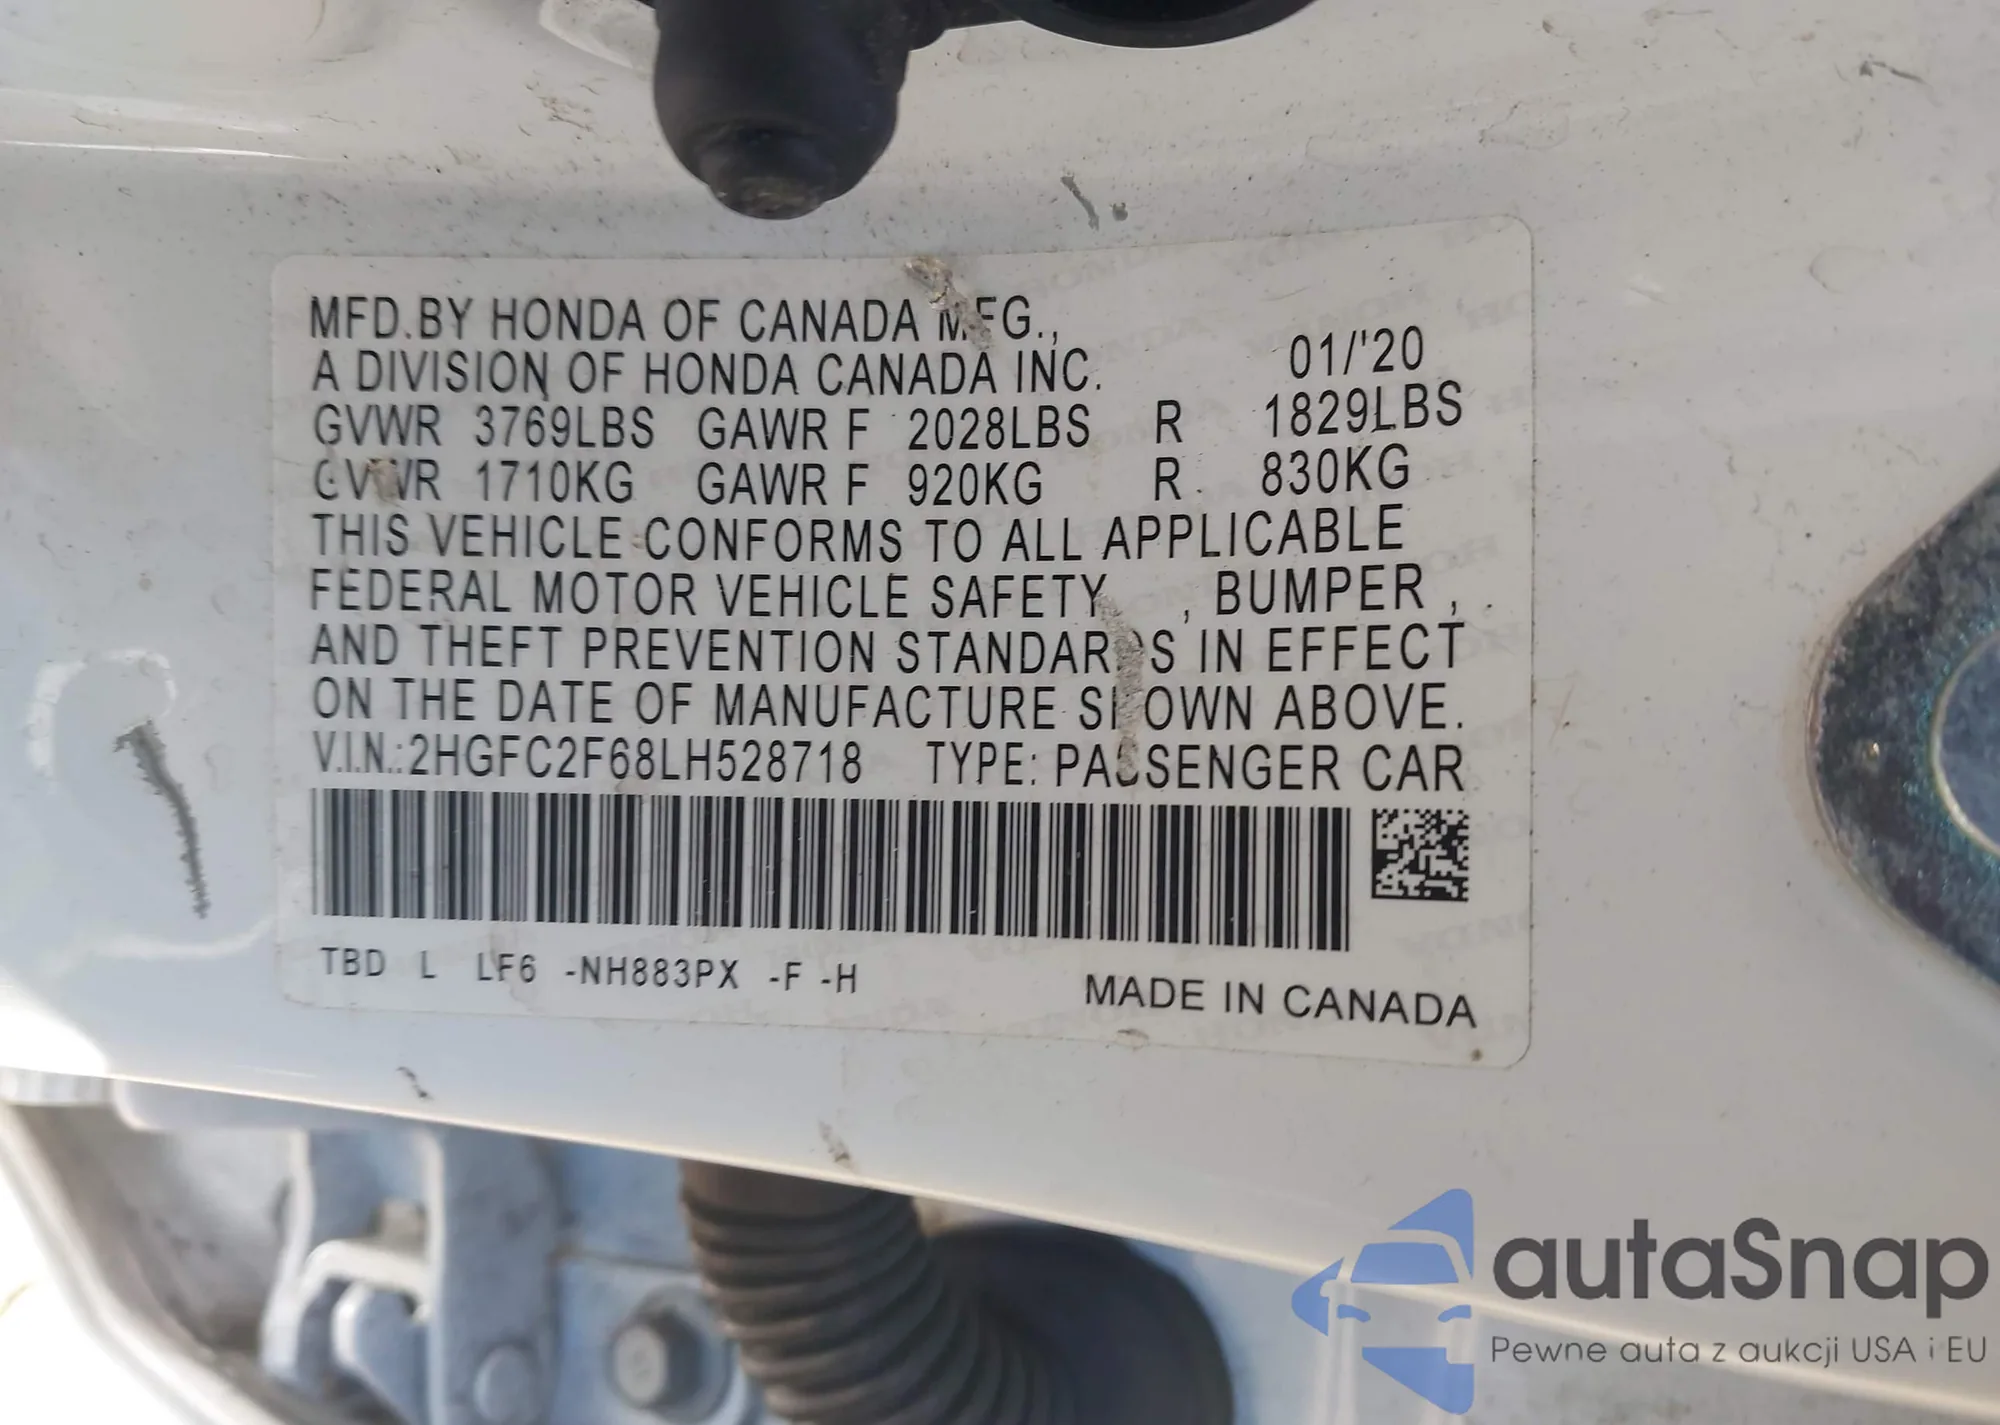 MFD.BY HONDA OF CANADA MFG.,
A DIVISION OF HONDA CANADA INC. 01/'20
GVWR 3769LBS GAWR F 2028LBS R 1829LBS
GVWR 1710KG GAWR F 920KG R 830KG
THIS VEHICLE CONFORMS TO ALL APPLICABLE
FEDERAL MOTOR VEHICLE SAFETY , BUMPER ,
AND THEFT PREVENTION STANDARDS IN EFFECT
ON THE DATE OF MANUFACTURE SHOWN ABOVE.
V.I.N.:2HGFC2F68LH528718 TYPE: PASSENGER CAR
TBD L LF6 -NH883PX -F -H
MADE IN CANADA
autaSnap
Pewne auta z aukcji USA i EU